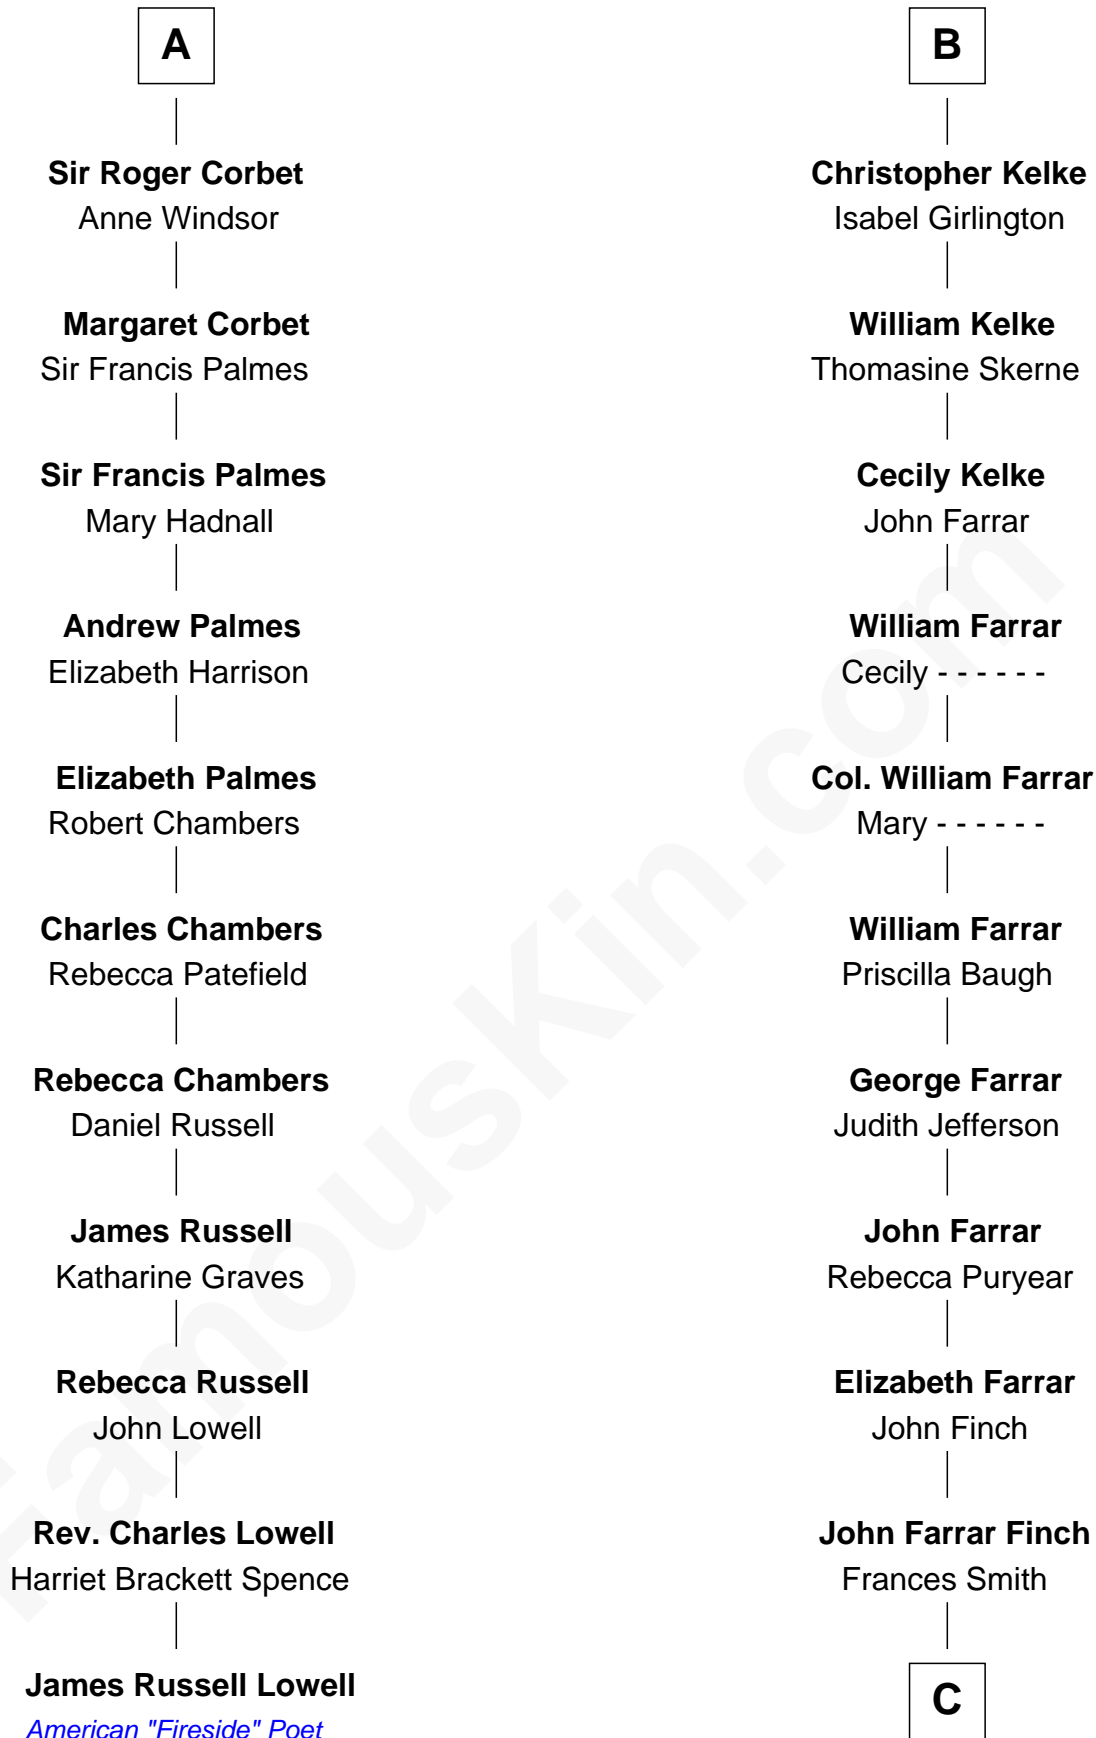 A
Sir Roger Corbet
Anne Windsor
Margaret Corbet
Sir Francis Palmes
Sir Francis Palmes
Mary Hadnall
Andrew Palmes
Elizabeth Harrison
Elizabeth Palmes
Robert Chambers
Charles Chambers
Rebecca Patefield
Rebecca Chambers
Daniel Russell
James Russell
Katharine Graves
Rebecca Russell
John Lowell
Rev. Charles Lowell
Harriet Brackett Spence
James Russell Lowell
American "Fireside" Poet
B
Christopher Kelke
Isabel Girlington
William Kelke
Thomasine Skerne
Cecily Kelke
John Farrar
William Farrar
Cecily - - - - - -
Col. William Farrar
Mary - - - - - -
William Farrar
Priscilla Baugh
George Farrar
Judith Jefferson
John Farrar
Rebecca Puryear
Elizabeth Farrar
John Finch
John Farrar Finch
Frances Smith
C
FamousKin.com